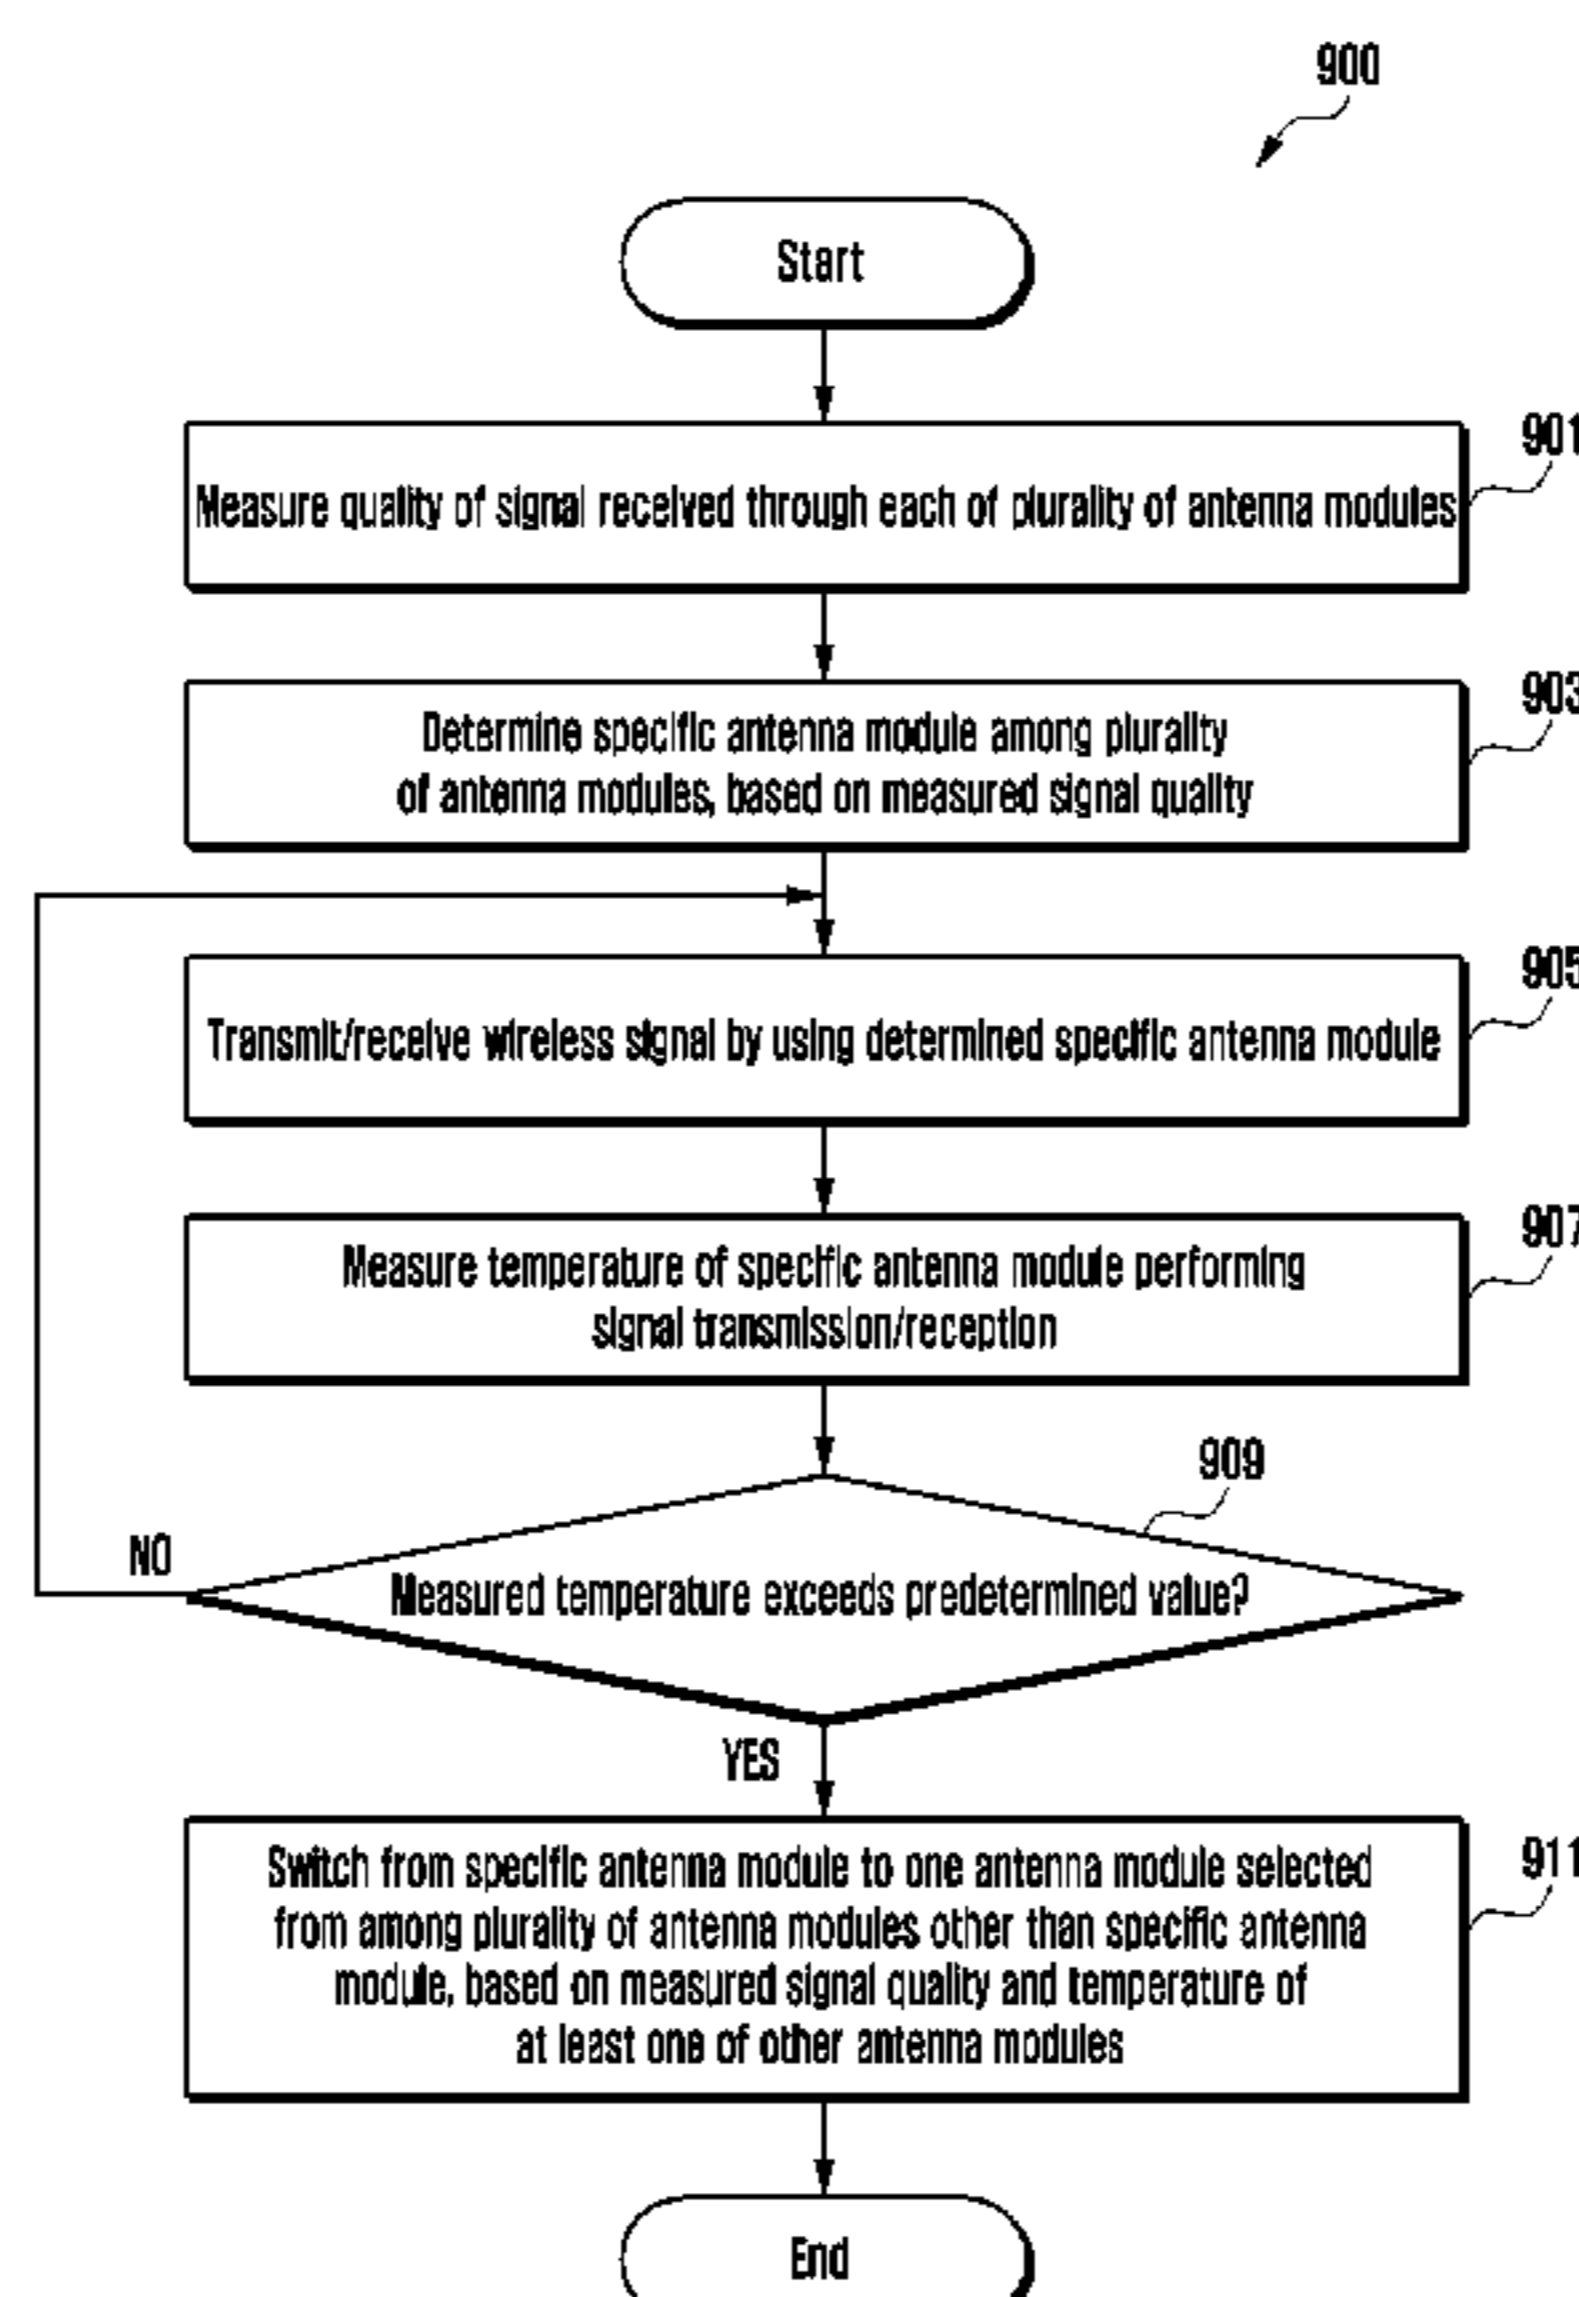 900
Start
901
Measure quality of signal received through each of plurality of antenna modules
903
Determine specific antenna module among plurality
of antenna modules, based on measured signal quality
905
Transmit/receive wireless signal by using determined specific antenna module
907
Measure temperature of specific antenna module performing
signal transmission/reception
909
NO
Measured temperature exceeds predetermined value?
YES
911
Switch from specific antenna module to one antenna module selected
from among plurality of antenna modules other than specific antenna
module, based on measured signal quality and temperature of
at least one of other antenna modules
End